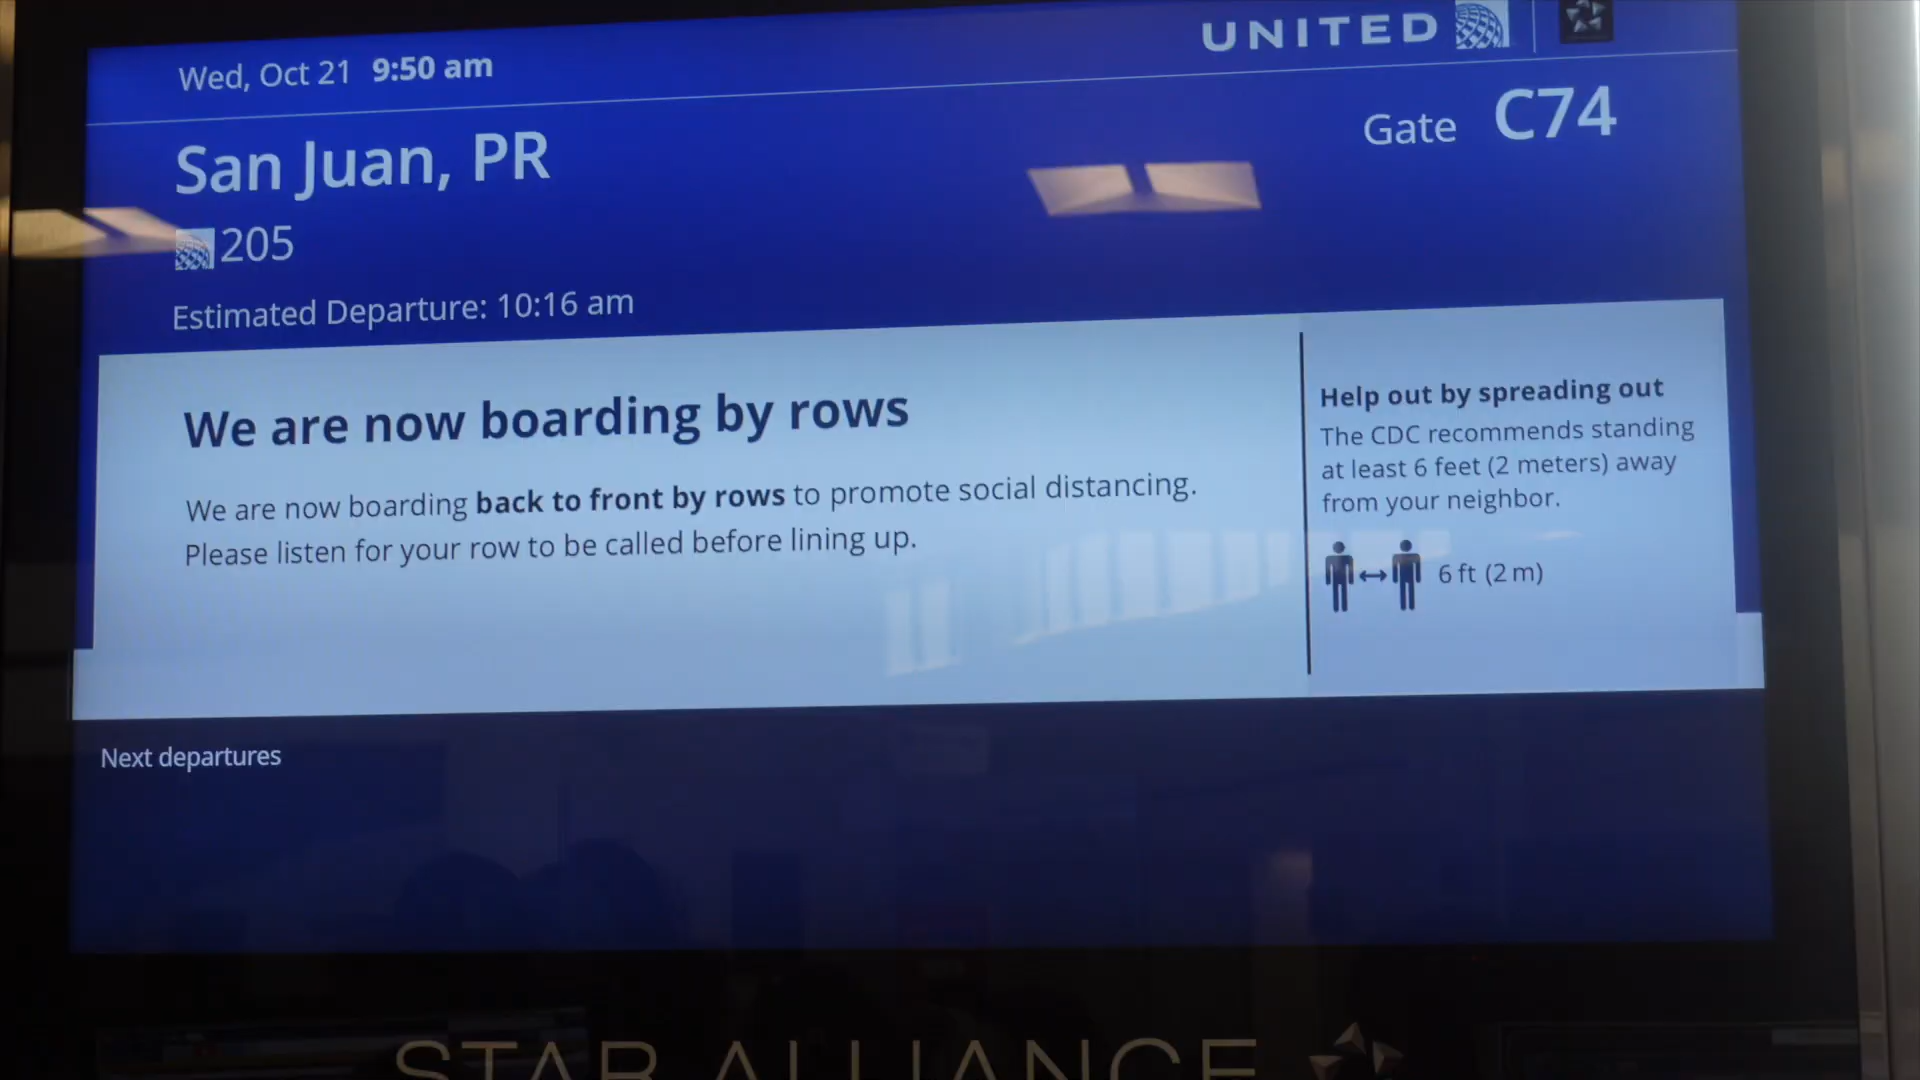 UNITED
Wed, Oct 21 9:50 am
Gate C74
San Juan, PR
205
Estimated Departure: 10:16 am
We are now boarding by rows
We are now boarding back to front by rows to promote social distancing.
Please listen for your row to be called before lining up.
Help out by spreading out
The CDC recommends standing
at least 6 feet (2 meters) away
from your neighbor.
6 ft (2 m)
Next departures
STAR ALLIANCE